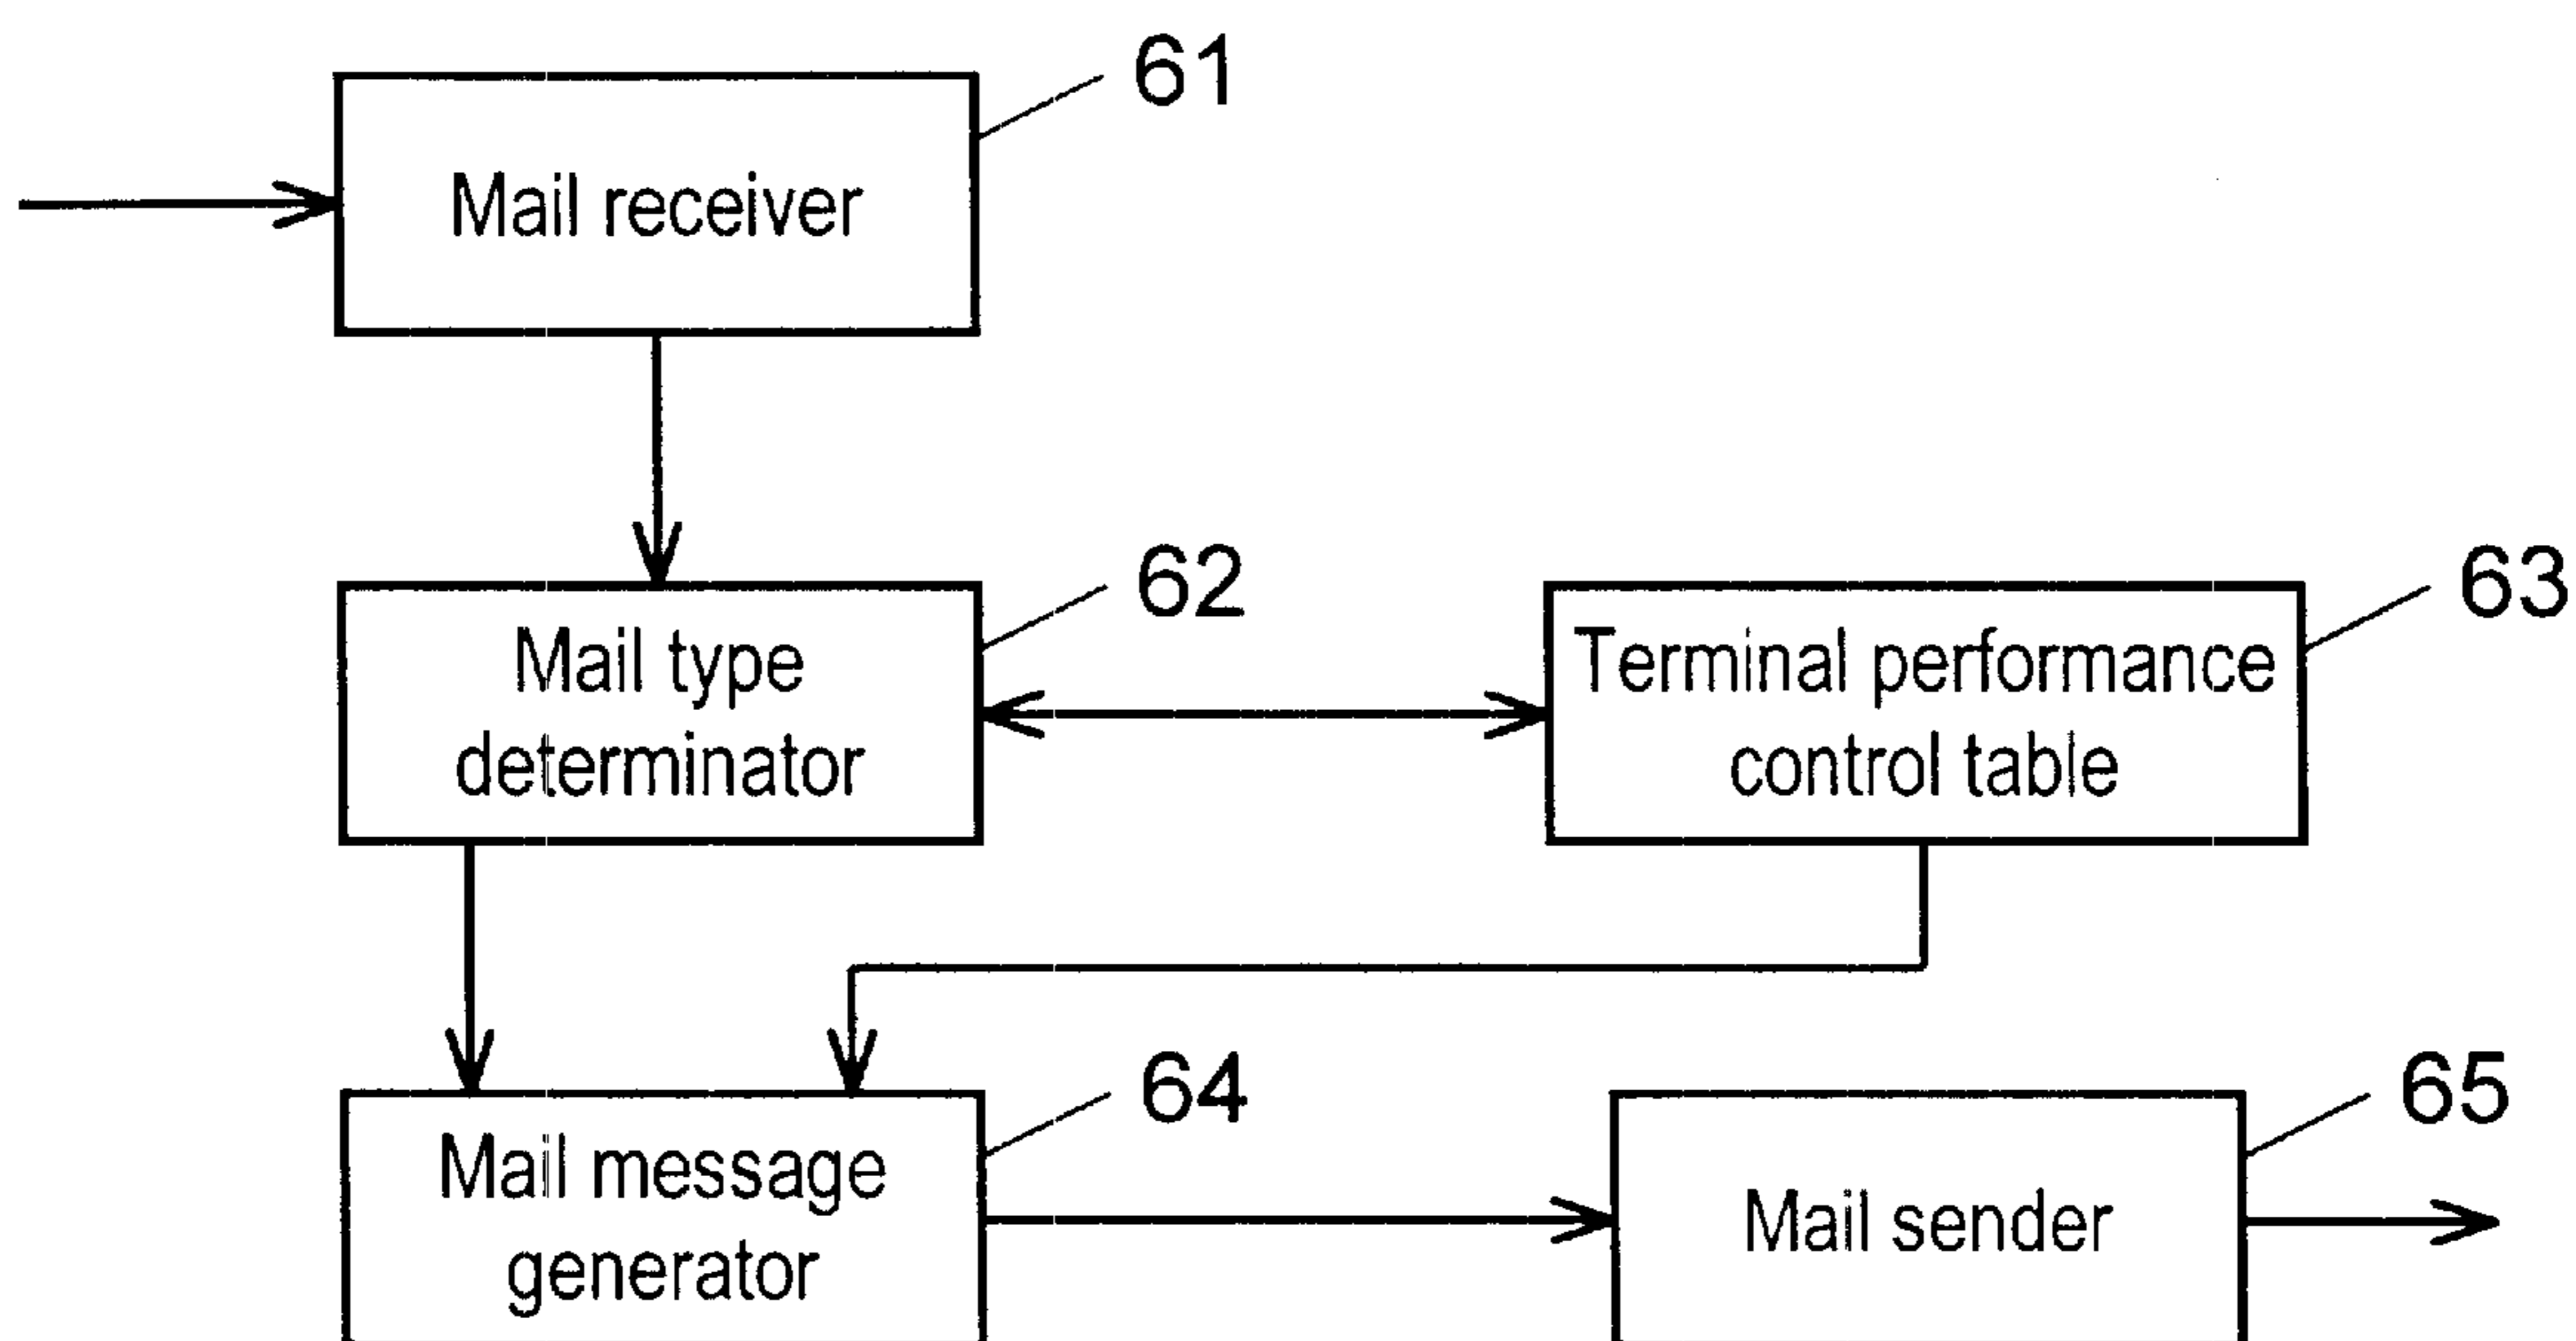 61
Mail receiver
62
Mail type
determinator
63
Terminal performance
control table
64
Mail message
generator
65
Mail sender